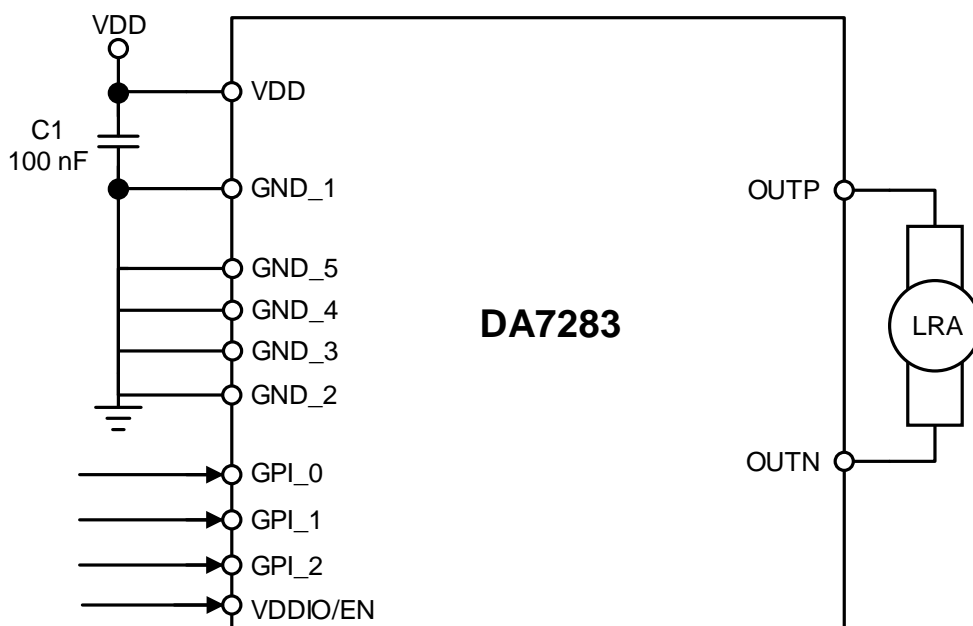 VDD
VDD
C1
100 nF
GND_1
OUTP
GND_5
GND_4
DA7283
LRA
GND_3
GND_2
OUTN
GPI_0
GPI_1
GPI_2
VDDIO/EN